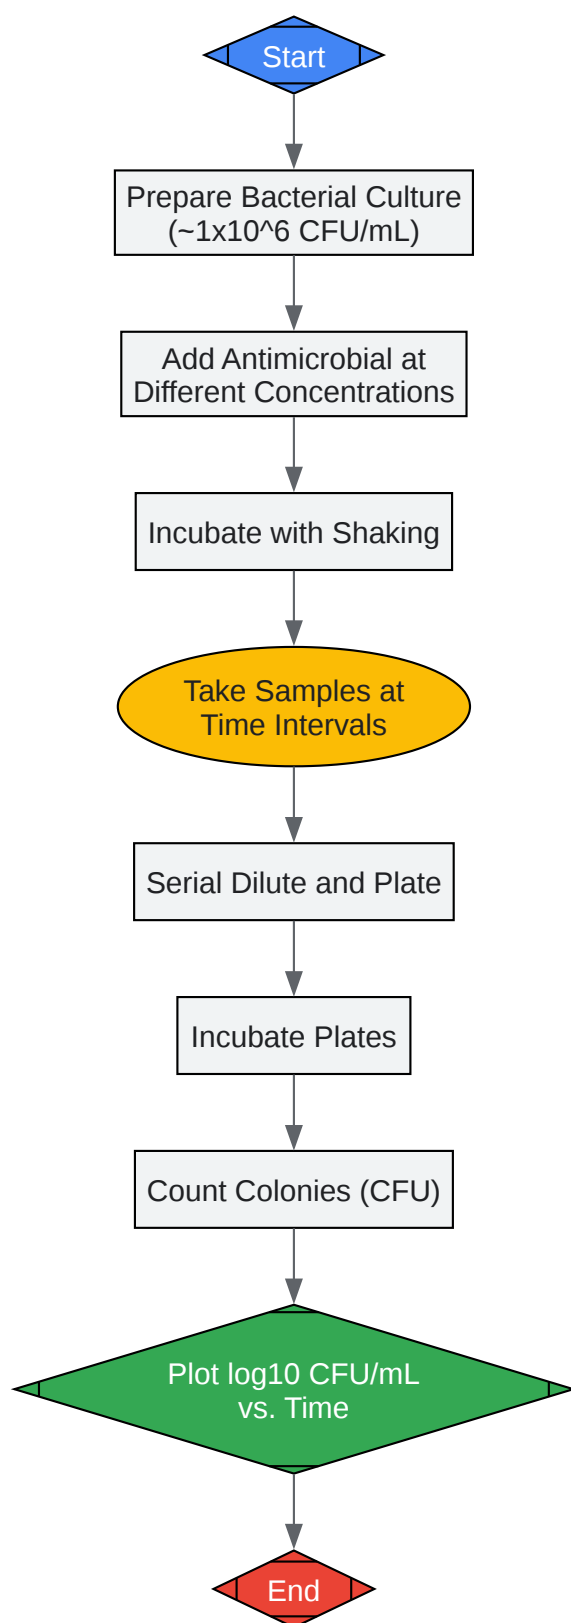 Start
Prepare Bacterial Culture
(~1x10^6 CFU/mL)
Add Antimicrobial at
Different Concentrations
Incubate with Shaking
Take Samples at
Time Intervals
Serial Dilute and Plate
Incubate Plates
Count Colonies (CFU)
Plot log10 CFU/mL
vs. Time
End